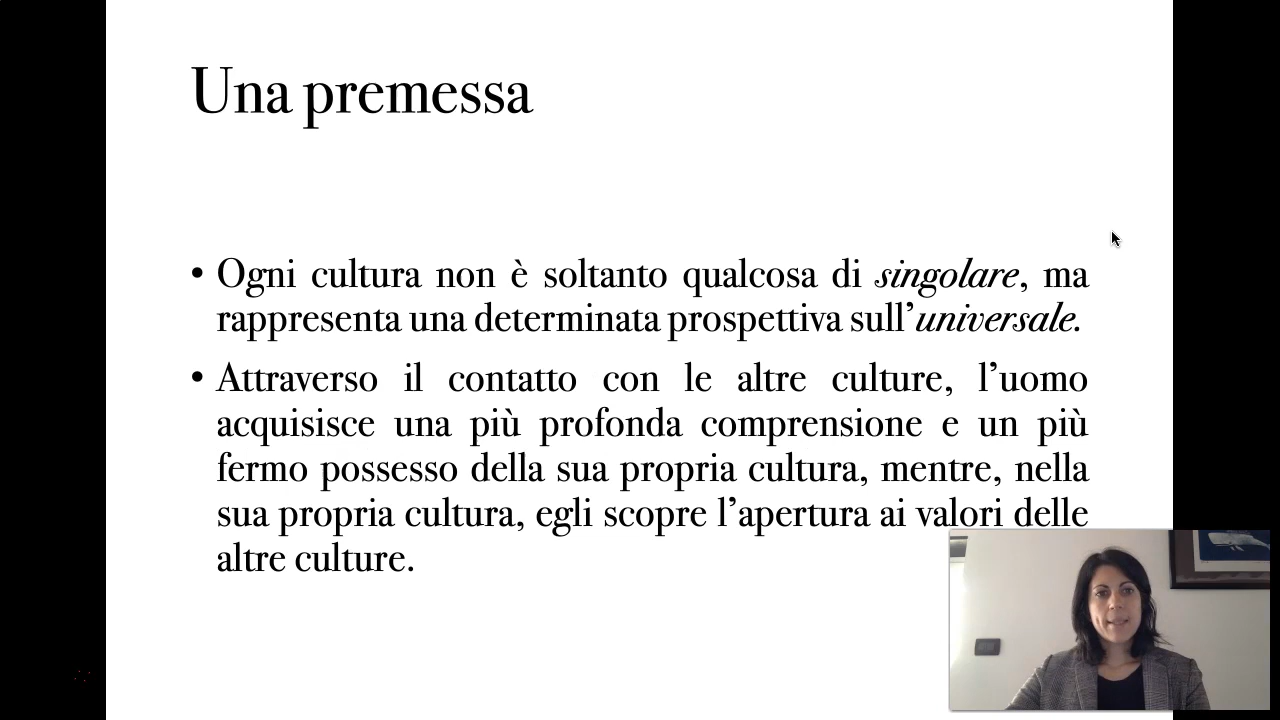 Una premessa
• Ogni cultura non è soltanto qualcosa di singolare, ma
rappresenta una determinata prospettiva sull’universale.
• Attraverso il contatto con le altre culture, l’uomo
acquisisce una più profonda comprensione e un più
fermo possesso della sua propria cultura, mentre, nella
sua propria cultura, egli scopre l’apertura ai valori delle
altre culture.